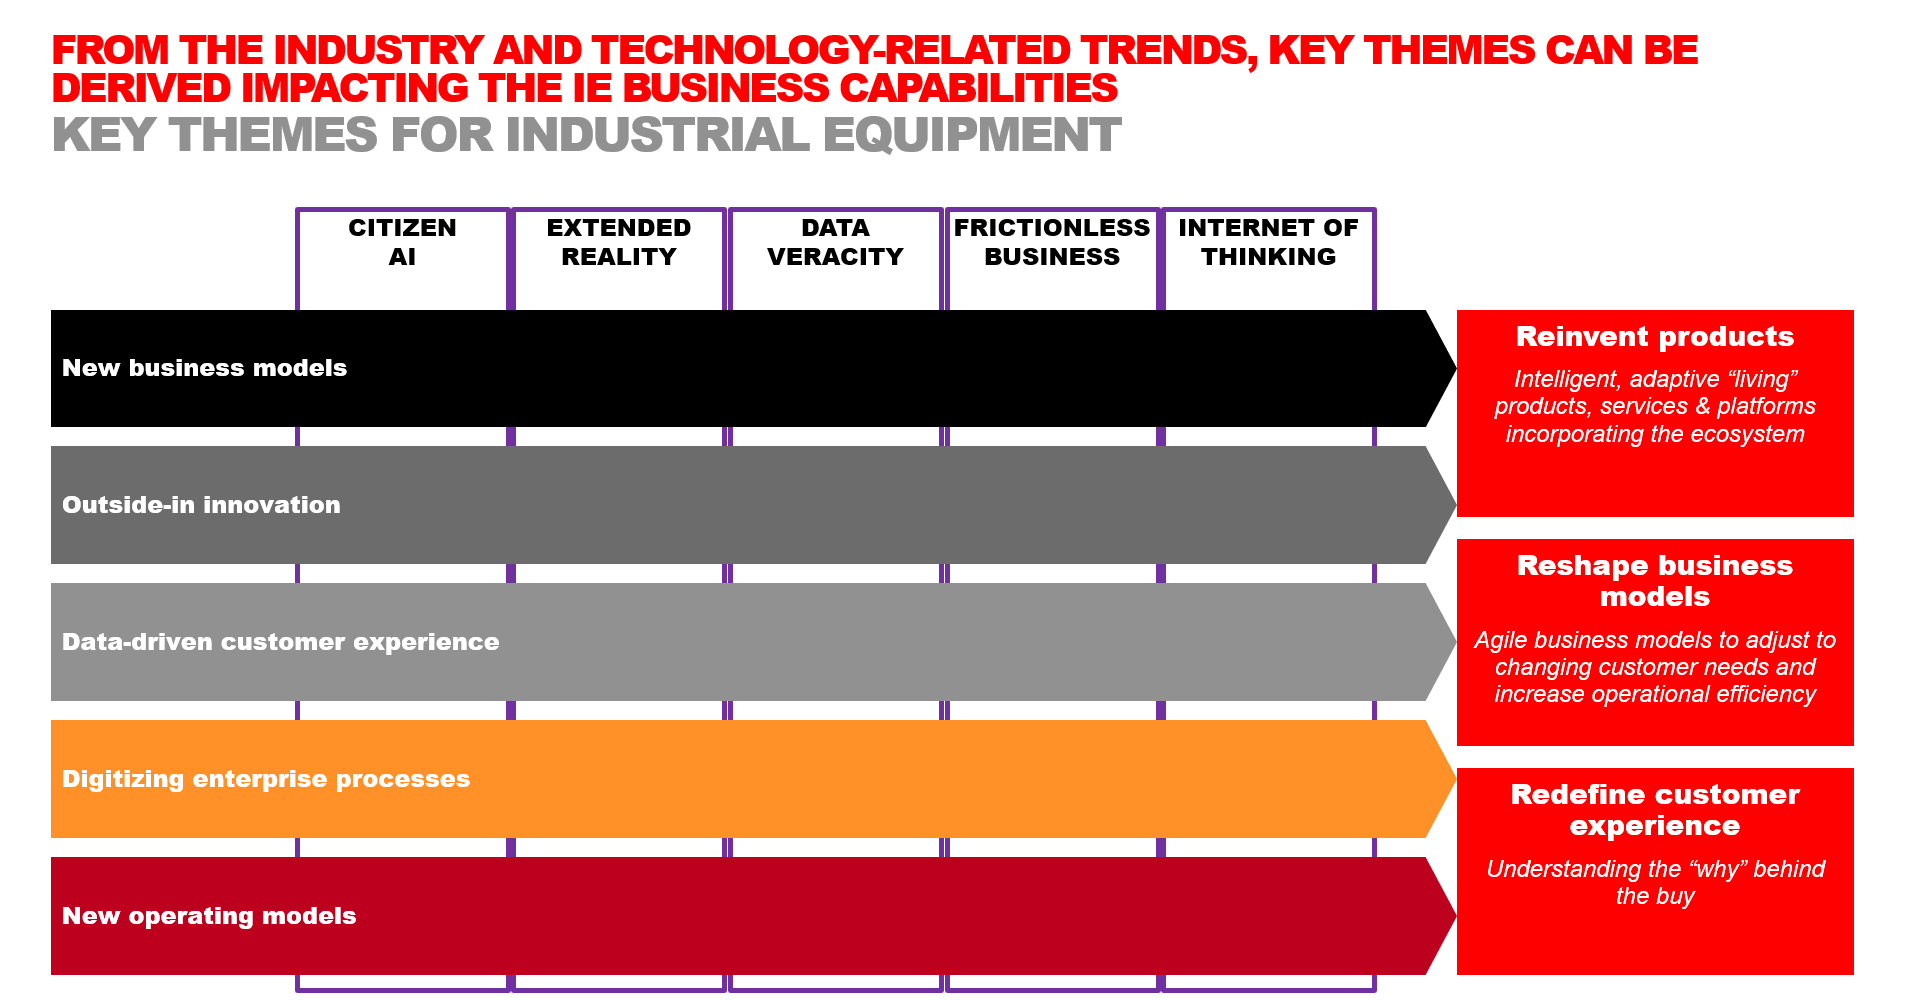 FROM THE INDUSTRY AND TECHNOLOGY-RELATED TRENDS, KEY THEMES CAN BE
DERIVED IMPACTING THE IE BUSINESS CAPABILITIES
KEY THEMES FOR INDUSTRIAL EQUIPMENT
CITIZEN
AI
EXTENDED
REALITY
DATA
VERACITY
FRICTIONLESS
BUSINESS
INTERNET OF
THINKING
New business models
Outside-in innovation
Data-driven customer experience
Digitizing enterprise processes
New operating models
Reinvent products
Intelligent, adaptive “living”
products, services & platforms
incorporating the ecosystem
Reshape business
models
Agile business models to adjust to
changing customer needs and
increase operational efficiency
Redefine customer
experience
Understanding the “why” behind
the buy